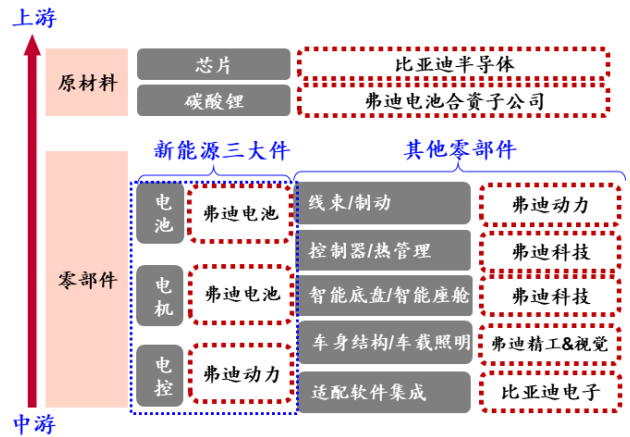 上游
原材料
芯片
比亚迪半导体
碳酸锂
弗迪电池合资子公司
新能源三大件
其他零部件
零部件
电池
弗迪电池
电机
弗迪电池
电控
弗迪动力
线束/制动
弗迪动力
控制器/热管理
弗迪科技
智能底盘/智能座舱
弗迪科技
车身结构/车载照明
弗迪精工&视觉
适配软件集成
比亚迪电子
中游